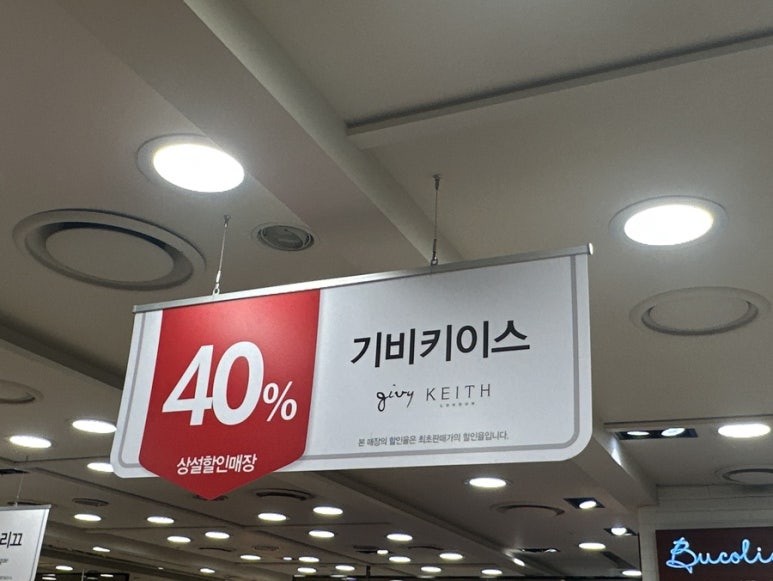 40%
상설할인매장
기비키이스
givy KEITH
LONDON
본 매장의 할인율은 최초판매가의 할인율입니다.
리끄
Bucoli